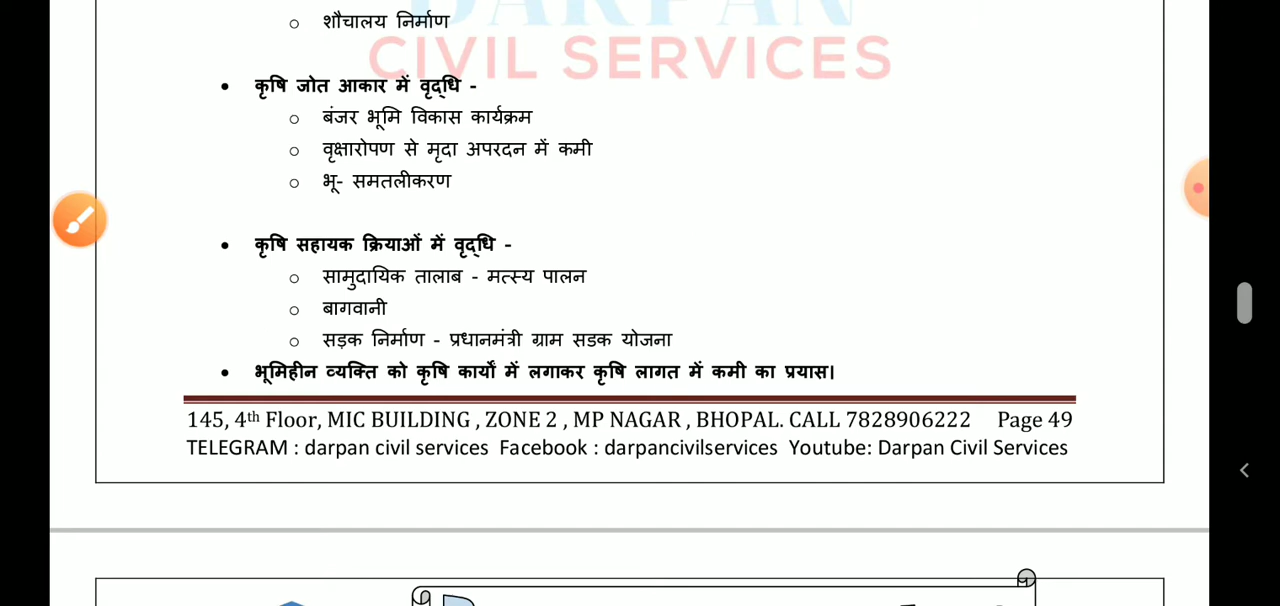 DARPAN
○ शौचालय निर्माण
CIVIL SERVICES
• कृषि जोत आकार में वृद्धि -
○ बंजर भूमि विकास कार्यक्रम
○ वृक्षारोपण से मृदा अपरदन में कमी
○ भू- समतलीकरण
• कृषि सहायक क्रियाओं में वृद्धि -
○ सामुदायिक तालाब - मत्स्य पालन
○ बागवानी
○ सड़क निर्माण - प्रधानमंत्री ग्राम सडक योजना
• भूमिहीन व्यक्ति को कृषि कार्यों में लगाकर कृषि लागत में कमी का प्रयास।
145, 4th Floor, MIC BUILDING , ZONE 2 , MP NAGAR , BHOPAL. CALL 7828906222 Page 49
TELEGRAM : darpan civil services Facebook : darpancivilservices Youtube: Darpan Civil Services